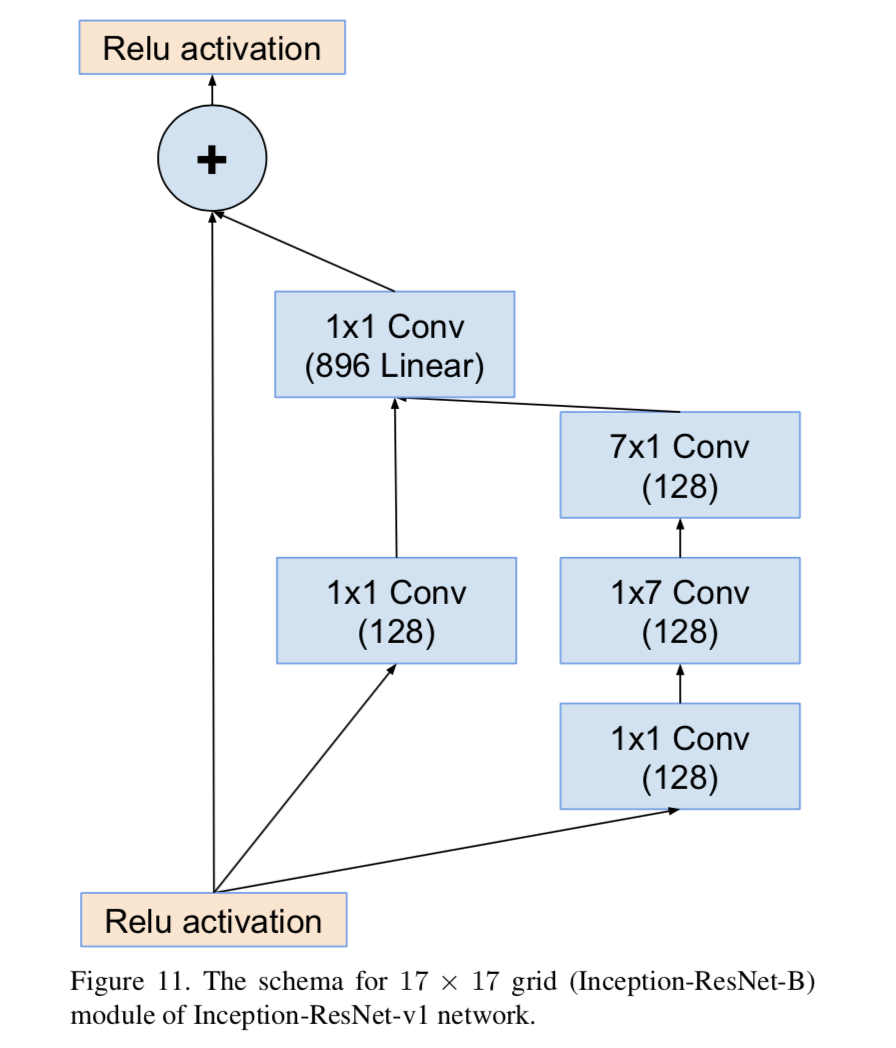 Relu activation
+
1x1 Conv
(896 Linear)
7x1 Conv
(128)
1x1 Conv
(128)
1x7 Conv
(128)
1x1 Conv
(128)
Relu activation
Figure 11. The schema for 17 × 17 grid (Inception-ResNet-B)
module of Inception-ResNet-v1 network.